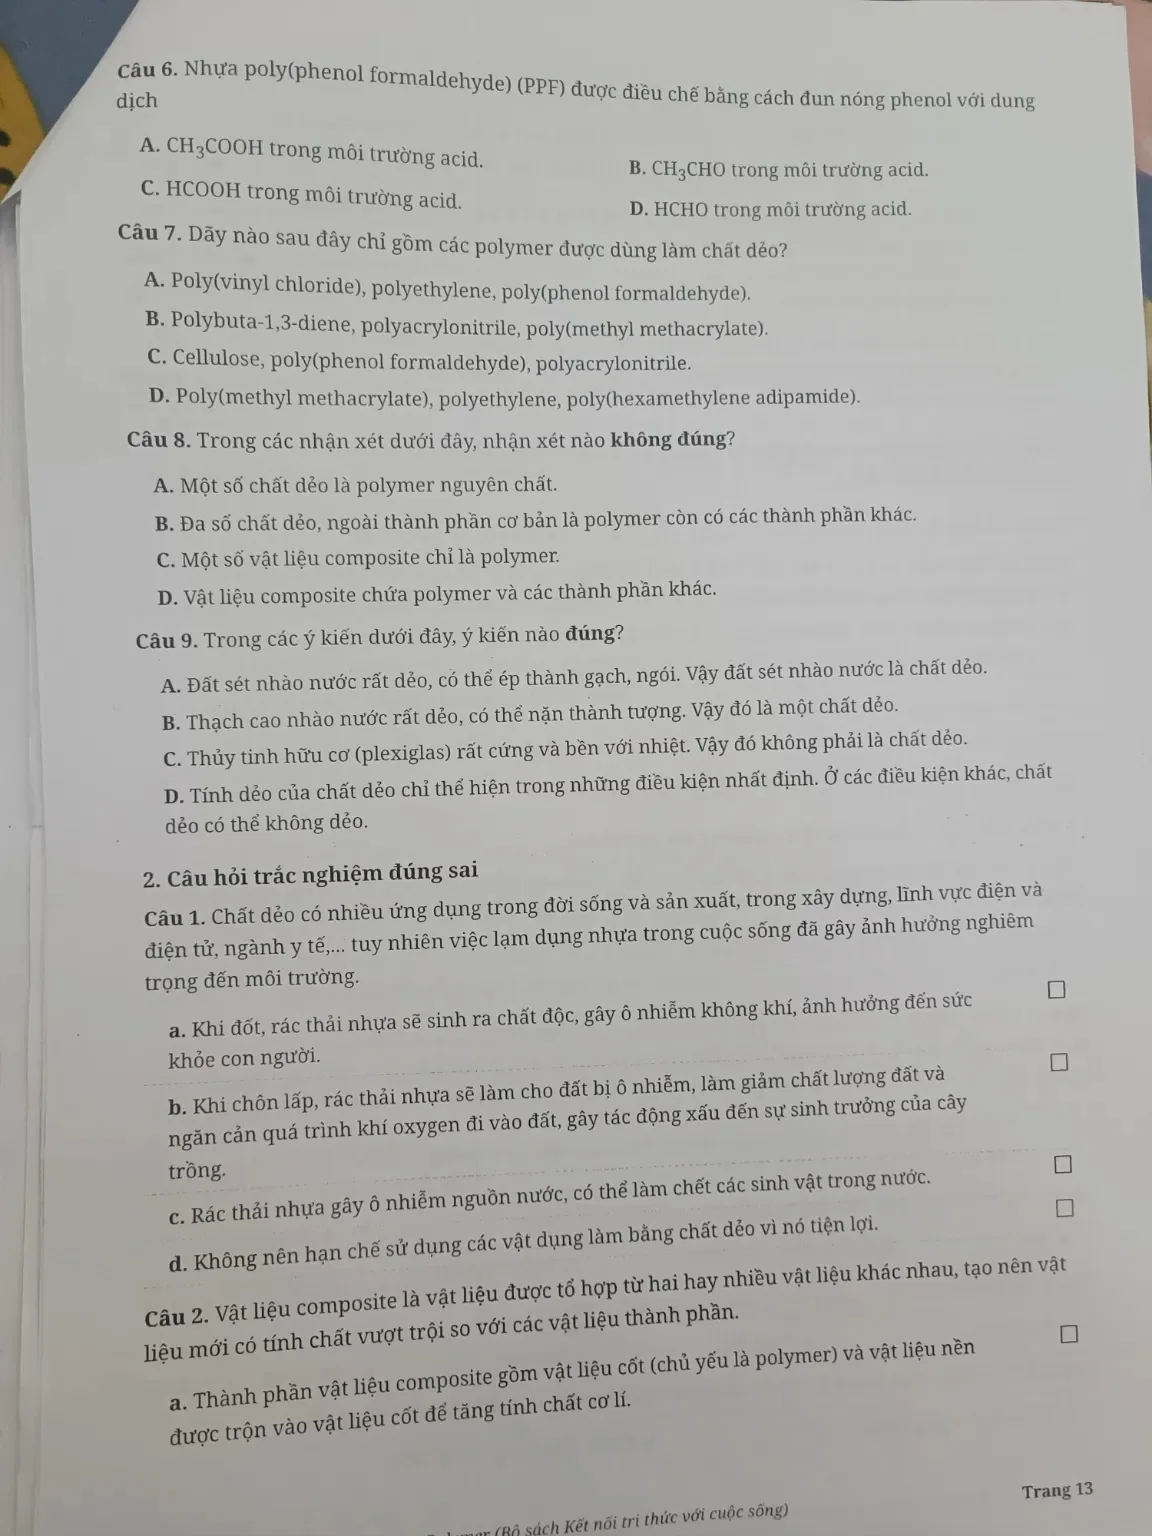 Câu 6. Nhựa poly(phenol formaldehyde) (PPF) được điều chế bằng cách đun nóng phenol với dung
dịch
A. CH₃COOH trong môi trường acid.
B. CH₃CHO trong môi trường acid.
C. HCOOH trong môi trường acid.
D. HCHO trong môi trường acid.
Câu 7. Dãy nào sau đây chỉ gồm các polymer được dùng làm chất dẻo?
A. Poly(vinyl chloride), polyethylene, poly(phenol formaldehyde).
B. Polybuta-1,3-diene, polyacrylonitrile, poly(methyl methacrylate).
C. Cellulose, poly(phenol formaldehyde), polyacrylonitrile.
D. Poly(methyl methacrylate), polyethylene, poly(hexamethylene adipamide).
Câu 8. Trong các nhận xét dưới đây, nhận xét nào không đúng?
A. Một số chất dẻo là polymer nguyên chất.
B. Đa số chất dẻo, ngoài thành phần cơ bản là polymer còn có các thành phần khác.
C. Một số vật liệu composite chỉ là polymer.
D. Vật liệu composite chứa polymer và các thành phần khác.
Câu 9. Trong các ý kiến dưới đây, ý kiến nào đúng?
A. Đất sét nhào nước rất dẻo, có thể ép thành gạch, ngói. Vậy đất sét nhào nước là chất dẻo.
B. Thạch cao nhào nước rất dẻo, có thể nặn thành tượng. Vậy đó là một chất dẻo.
C. Thủy tinh hữu cơ (plexiglas) rất cứng và bền với nhiệt. Vậy đó không phải là chất dẻo.
D. Tính dẻo của chất dẻo chỉ thể hiện trong những điều kiện nhất định. Ở các điều kiện khác, chất
dẻo có thể không dẻo.
2. Câu hỏi trắc nghiệm đúng sai
Câu 1. Chất dẻo có nhiều ứng dụng trong đời sống và sản xuất, trong xây dựng, lĩnh vực điện và
điện tử, ngành y tế,... tuy nhiên việc lạm dụng nhựa trong cuộc sống đã gây ảnh hưởng nghiêm
trọng đến môi trường.
a. Khi đốt, rác thải nhựa sẽ sinh ra chất độc, gây ô nhiễm không khí, ảnh hưởng đến sức
khỏe con người.
b. Khi chôn lấp, rác thải nhựa sẽ làm cho đất bị ô nhiễm, làm giảm chất lượng đất và
ngăn cản quá trình khí oxygen đi vào đất, gây tác động xấu đến sự sinh trưởng của cây
trồng.
c. Rác thải nhựa gây ô nhiễm nguồn nước, có thể làm chết các sinh vật trong nước.
d. Không nên hạn chế sử dụng các vật dụng làm bằng chất dẻo vì nó tiện lợi.
Câu 2. Vật liệu composite là vật liệu được tổ hợp từ hai hay nhiều vật liệu khác nhau, tạo nên vật
liệu mới có tính chất vượt trội so với các vật liệu thành phần.
a. Thành phần vật liệu composite gồm vật liệu cốt (chủ yếu là polymer) và vật liệu nền
được trộn vào vật liệu cốt để tăng tính chất cơ lí.
Trang 13
(Bộ sách Kết nối tri thức với cuộc sống)